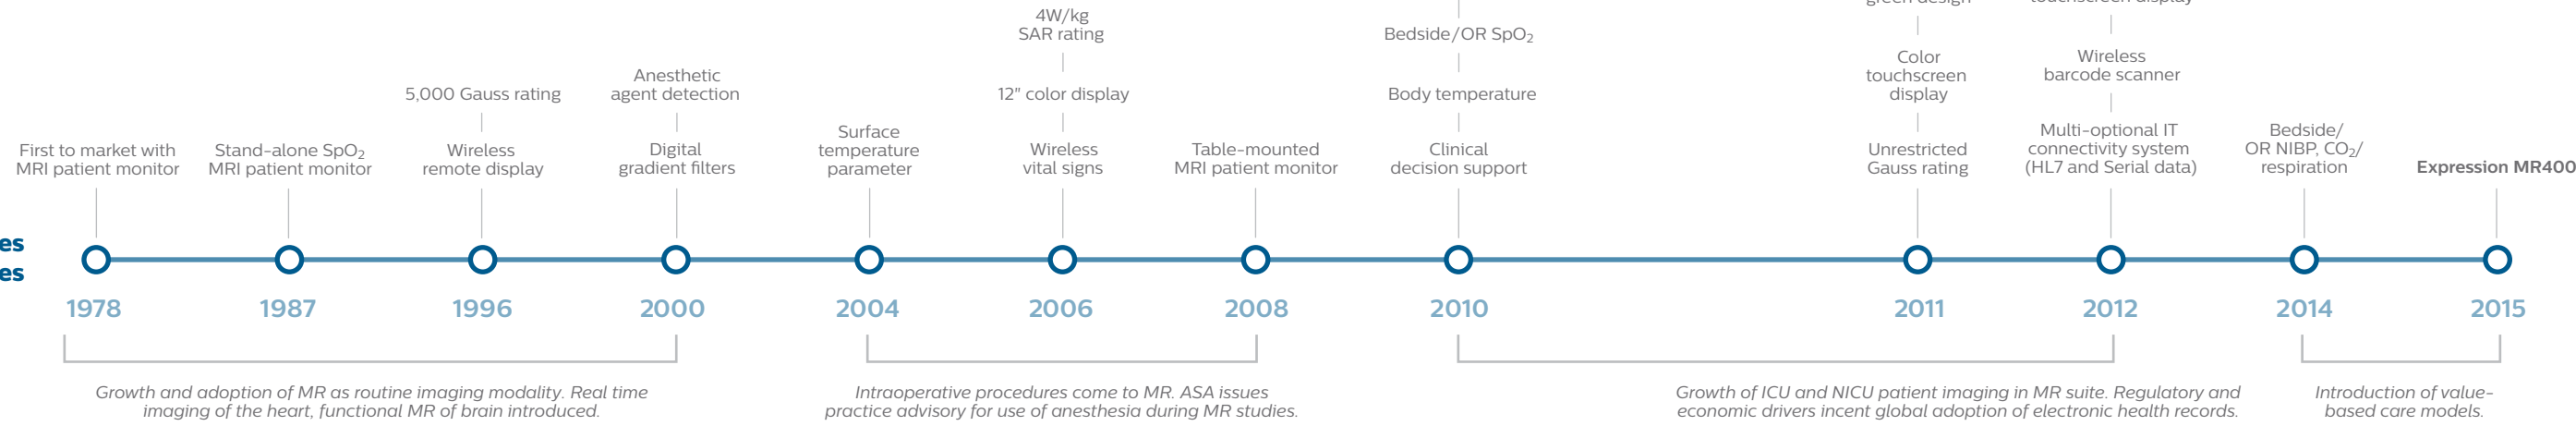 4W/kg
SAR rating
Bedside/OR SpO₂
Color
touchscreen
display
Wireless
barcode scanner
Anesthetic
agent detection
5,000 Gauss rating
12" color display
Body temperature
First to market with
MRI patient monitor
Stand-alone SpO₂
MRI patient monitor
Wireless
remote display
Digital
gradient filters
Surface
temperature
parameter
Wireless
vital signs
Table-mounted
MRI patient monitor
Clinical
decision support
Unrestricted
Gauss rating
Multi-optional IT
connectivity system
(HL7 and Serial data)
Bedside/
OR NIBP, CO₂/
respiration
Expression MR400
es
es
1978
1987
1996
2000
2004
2006
2008
2010
2011
2012
2014
2015
Growth and adoption of MR as routine imaging modality. Real time
imaging of the heart, functional MR of brain introduced.
Intraoperative procedures come to MR. ASA issues
practice advisory for use of anesthesia during MR studies.
Growth of ICU and NICU patient imaging in MR suite. Regulatory and
economic drivers incent global adoption of electronic health records.
Introduction of value-
based care models.